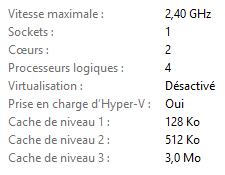 Vitesse maximale : 2,40 GHz
Sockets : 1
Cœurs : 2
Processeurs logiques : 4
Virtualisation : Désactivé
Prise en charge d’Hyper-V : Oui
Cache de niveau 1 : 128 Ko
Cache de niveau 2 : 512 Ko
Cache de niveau 3 : 3,0 Mo